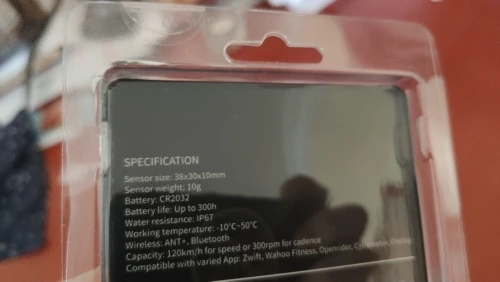 SPECIFICATION
Sensor size: 38x30x10mm
Sensor weight: 10g
Battery: CR2032
Battery life: Up to 300h
Water resistance: IP67
Working temperature: -10°C~50°C
Wireless: ANT+, Bluetooth
Capacity: 120km/h for speed or 300rpm for cadence
Compatible with varied App: Zwift, Wahoo Fitness, Openrider,